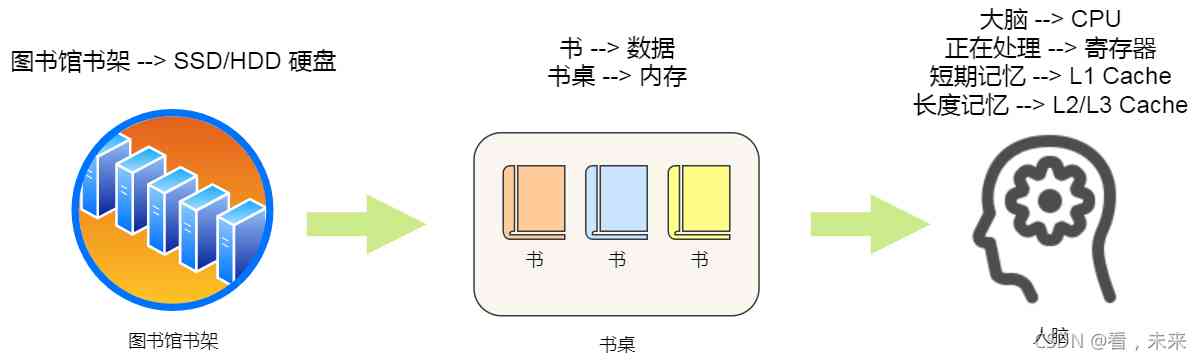 图书馆书架 --> SSD/HDD 硬盘
书 --> 数据
书桌 --> 内存
大脑 --> CPU
正在处理 --> 寄存器
短期记忆 --> L1 Cache
长度记忆 --> L2/L3 Cache
书
书
书
图书馆书架
书桌
大脑
CSDN @看，未来